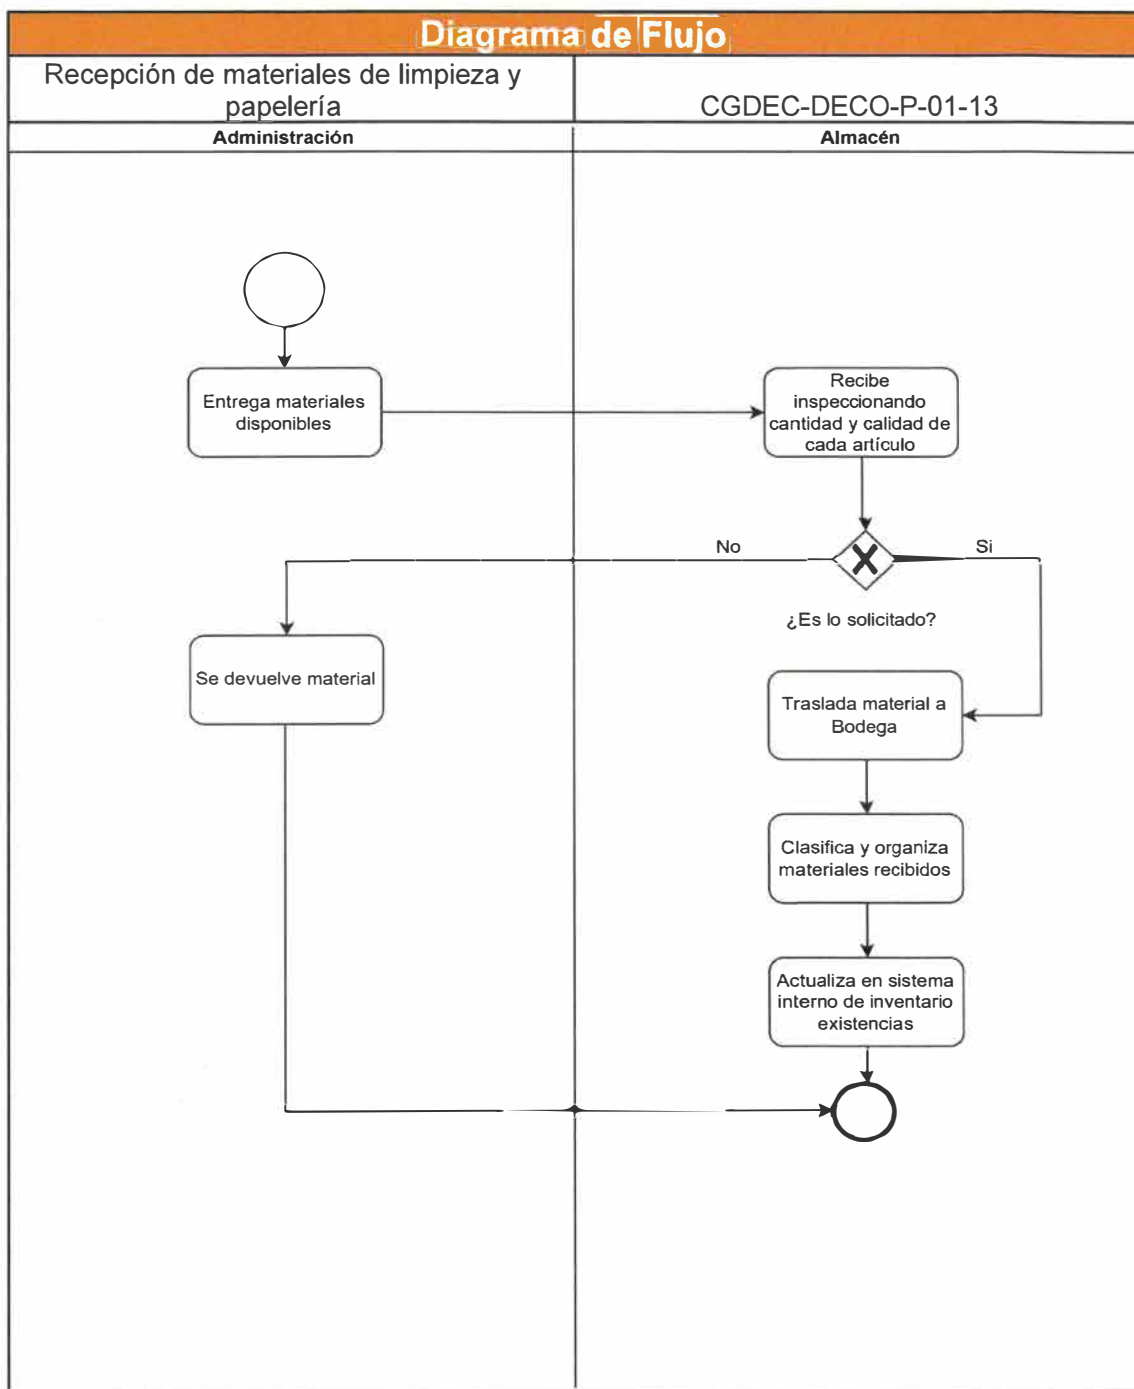 Diagrama de Flujo
Recepción de materiales de limpieza y
papelería
CGDEC-DECO-P-01-13
Administración
Almacén
Entrega materiales
disponibles
Recibe
inspeccionando
cantidad y calidad de
cada artículo
No
Si
¿Es lo solicitado?
Se devuelve material
Traslada material a
Bodega
Clasifica y organiza
materiales recibidos
Actualiza en sistema
interno de inventario
existencias